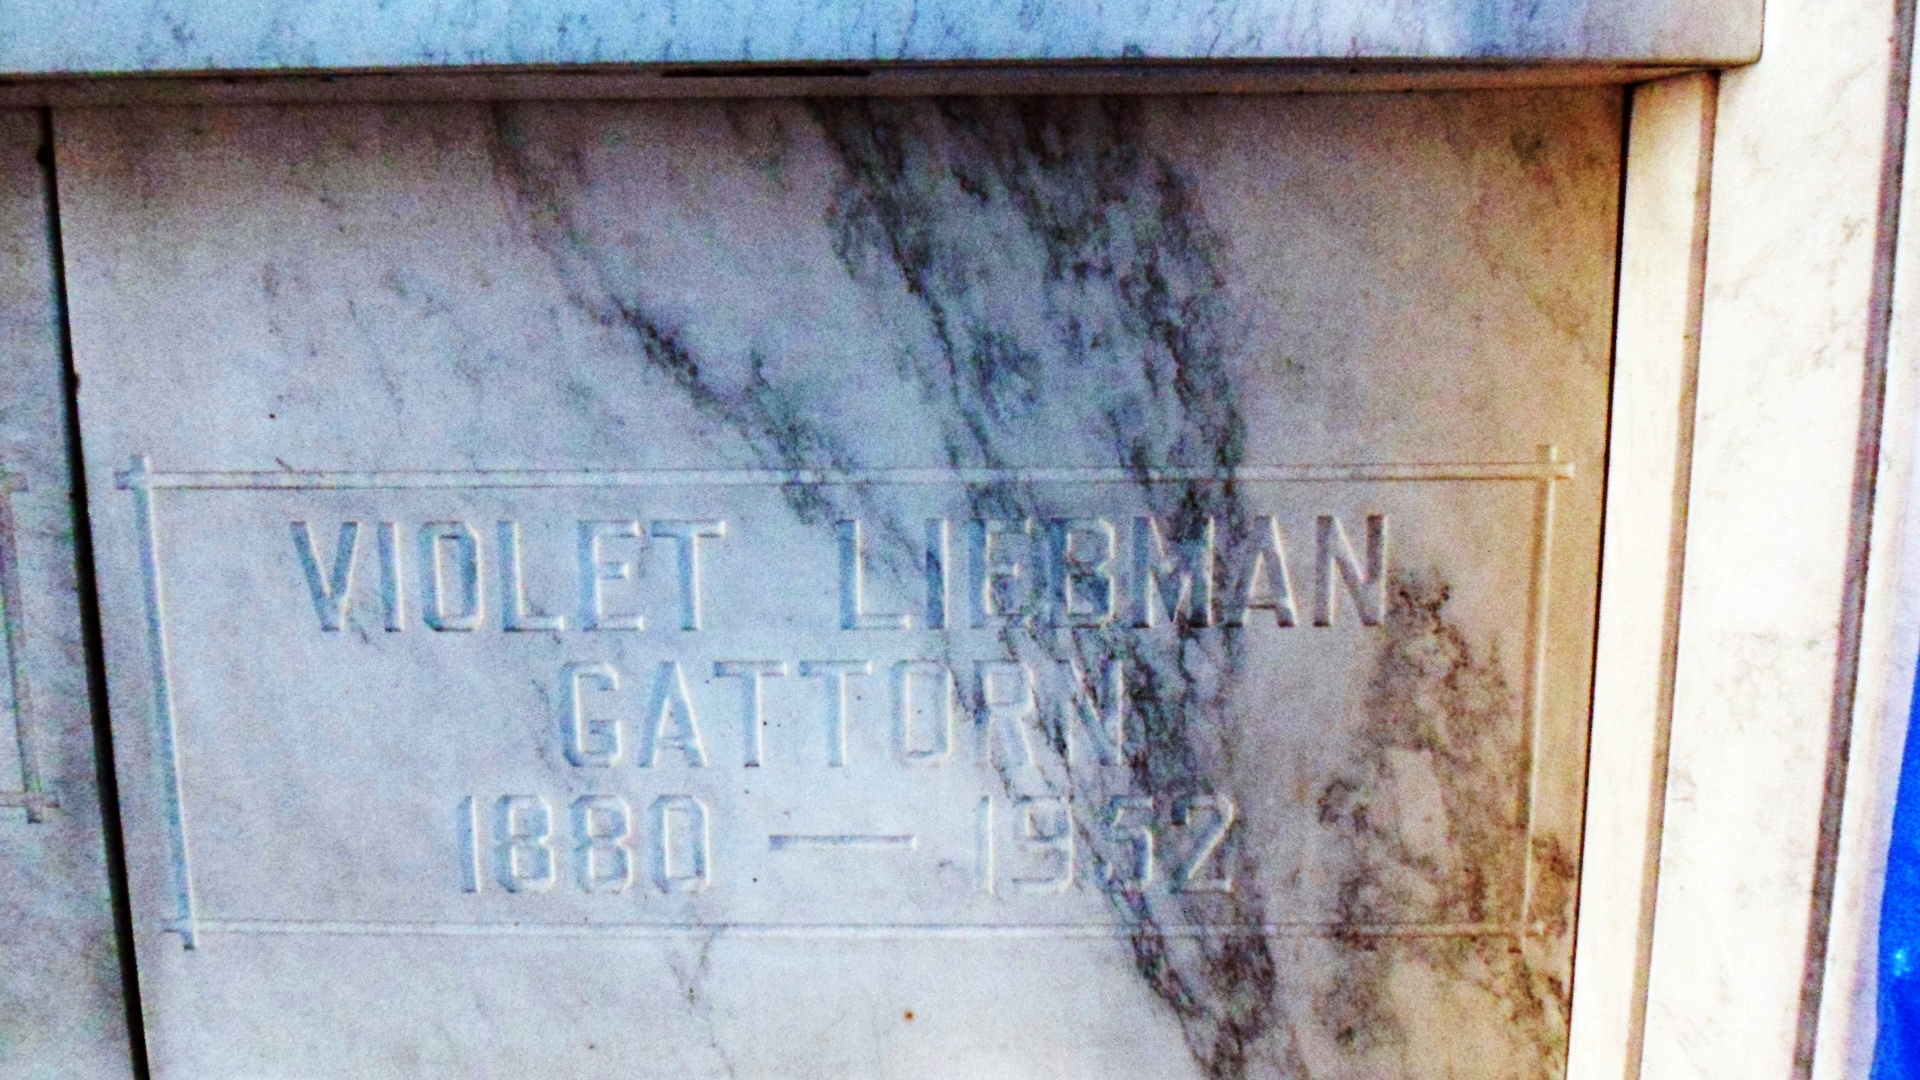 VIOLET LIEBMAN
GATTORN
1880 — 1952